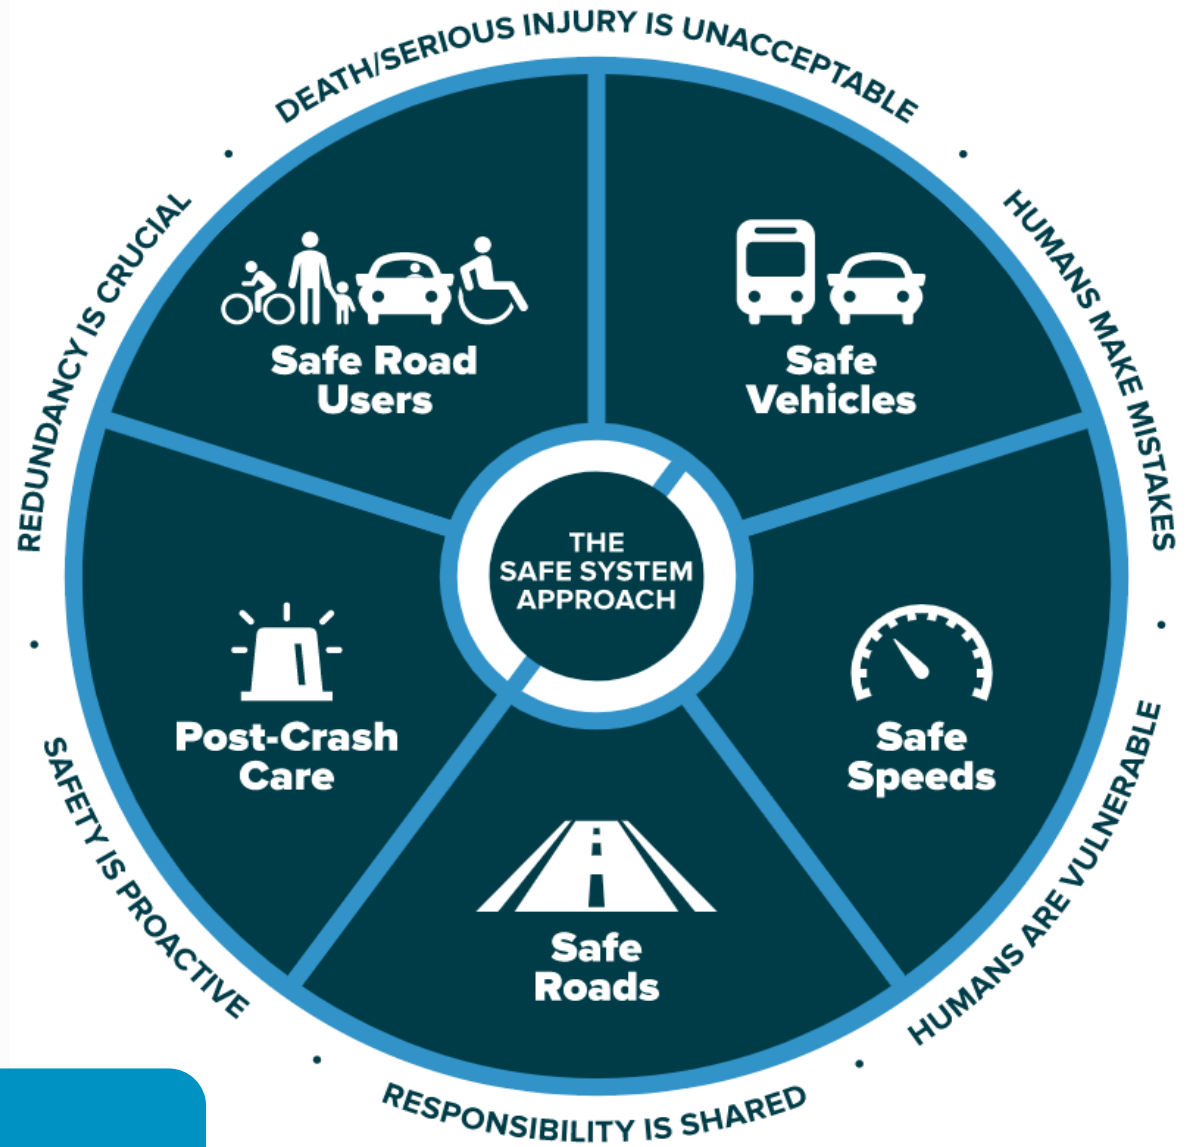 DEATH/SERIOUS INJURY IS UNACCEPTABLE
HUMANS MAKE MISTAKES
HUMANS ARE VULNERABLE
RESPONSIBILITY IS SHARED
SAFETY IS PROACTIVE
REDUNDANCY IS CRUCIAL
Safe Road
Users
Safe
Vehicles
THE
SAFE SYSTEM
APPROACH
Post-Crash
Care
Safe
Speeds
Safe
Roads